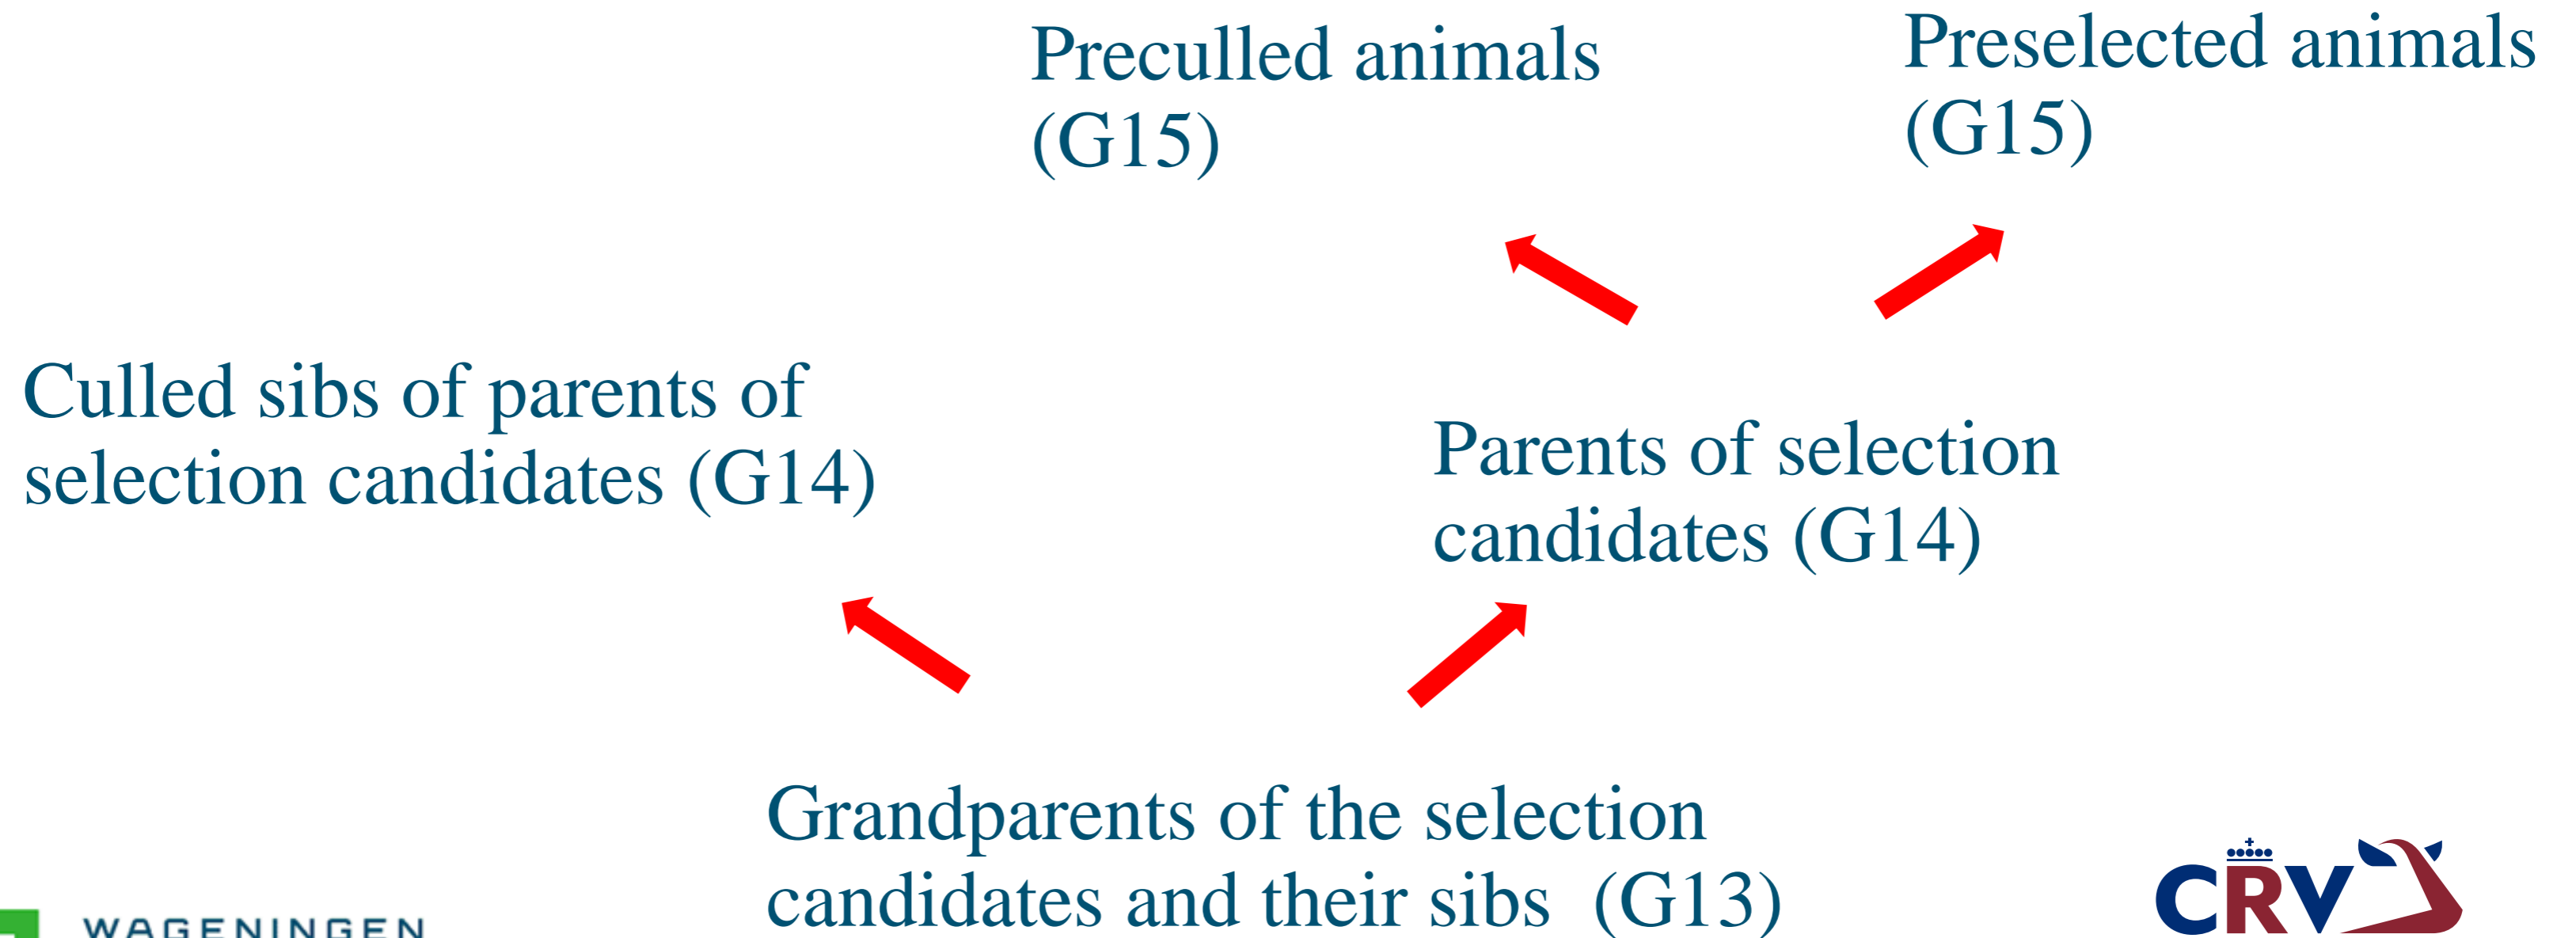 Preculled animals
(G15)
Preselected animals
(G15)
Culled sibs of parents of
selection candidates (G14)
Parents of selection
candidates (G14)
Grandparents of the selection
candidates and their sibs (G13)
WAGENINGEN
CRV